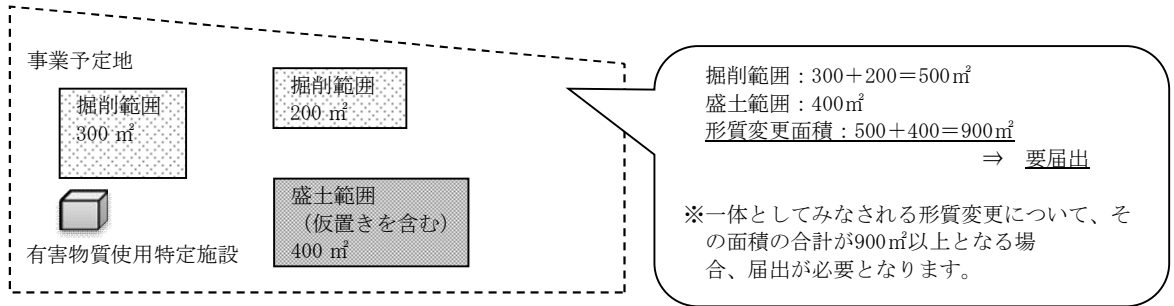 事業予定地
掘削範囲
300 ㎡
掘削範囲
200 ㎡
盛土範囲
（仮置きを含む）
400 ㎡
有害物質使用特定施設
掘削範囲：300＋200＝500㎡
盛土範囲：400㎡
形質変更面積：500＋400＝900㎡
⇒ 要届出
※一体としてみなされる形質変更について、そ
の面積の合計が900㎡以上となる場
合、届出が必要となります。